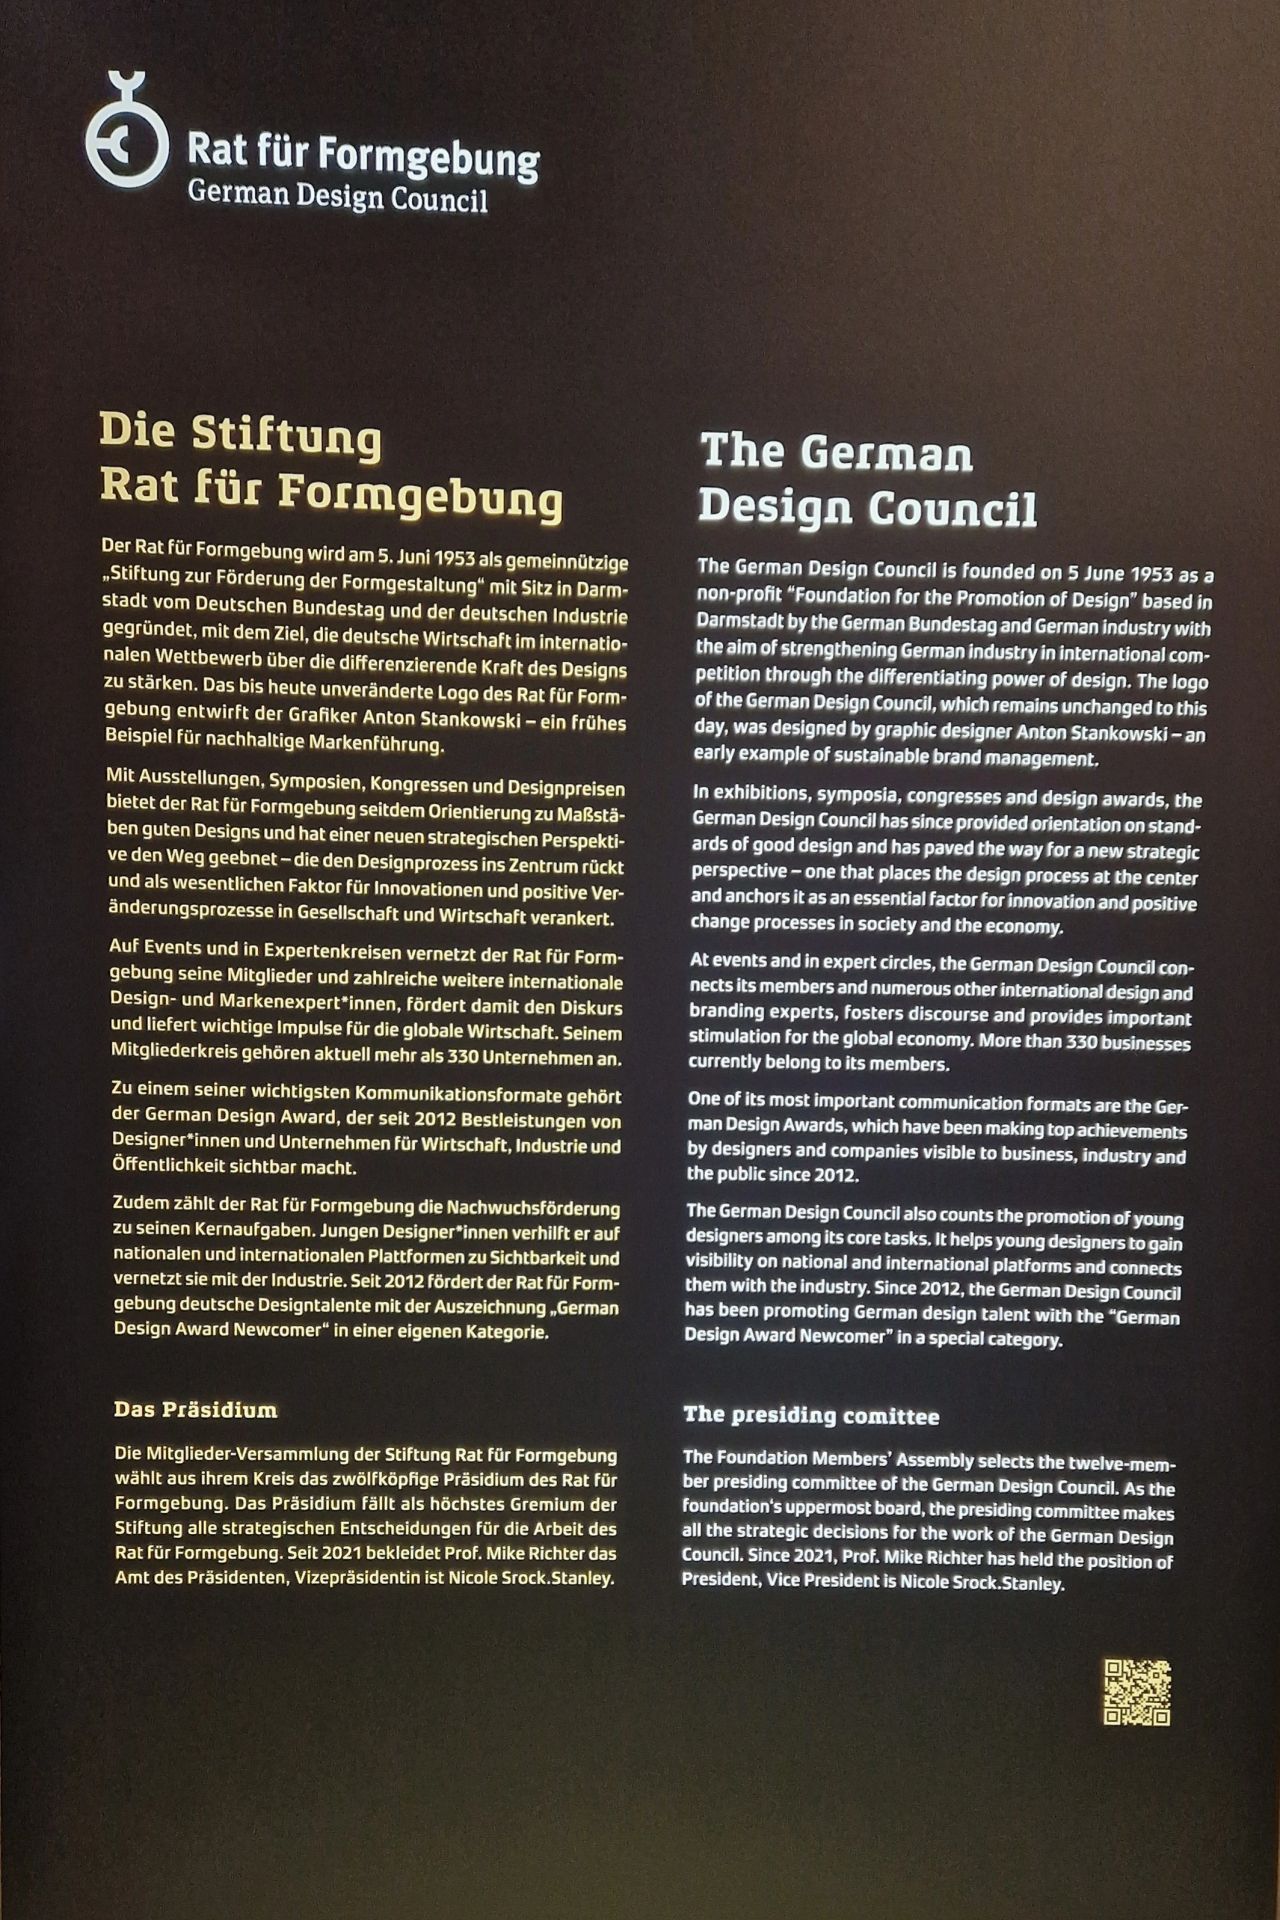 Rat für Formgebung
German Design Council
Die Stiftung
Rat für Formgebung
Der Rat für Formgebung wird am 5. Juni 1953 als gemeinnützige
„Stiftung zur Förderung der Formgestaltung“ mit Sitz in Darm-
stadt vom Deutschen Bundestag und der deutschen Industrie
gegründet, mit dem Ziel, die deutsche Wirtschaft im internatio-
nalen Wettbewerb über die differenzierende Kraft des Designs
zu stärken. Das bis heute unveränderte Logo des Rat für Form-
gebung entwirft der Grafiker Anton Stankowski – ein frühes
Beispiel für nachhaltige Markenführung.
Mit Ausstellungen, Symposien, Kongressen und Designpreisen
bietet der Rat für Formgebung seitdem Orientierung zu Maßstä-
ben guten Designs und hat einer neuen strategischen Perspekti-
ve den Weg geebnet – die den Designprozess ins Zentrum rückt
und als wesentlichen Faktor für Innovationen und positive Ver-
änderungsprozesse in Gesellschaft und Wirtschaft verankert.
Auf Events und in Expertenkreisen vernetzt der Rat für Form-
gebung seine Mitglieder und zahlreiche weitere internationale
Design- und Markenexpert*innen, fördert damit den Diskurs
und liefert wichtige Impulse für die globale Wirtschaft. Seinem
Mitgliederkreis gehören aktuell mehr als 330 Unternehmen an.
Zu einem seiner wichtigsten Kommunikationsformate gehört
der German Design Award, der seit 2012 Bestleistungen von
Designer*innen und Unternehmen für Wirtschaft, Industrie und
Öffentlichkeit sichtbar macht.
Zudem zählt der Rat für Formgebung die Nachwuchsförderung
zu seinen Kernaufgaben. Jungen Designer*innen verhilft er auf
nationalen und internationalen Plattformen zu Sichtbarkeit und
vernetzt sie mit der Industrie. Seit 2012 fördert der Rat für Form-
gebung deutsche Designtalente mit der Auszeichnung „German
Design Award Newcomer“ in einer eigenen Kategorie.
Das Präsidium
Die Mitglieder-Versammlung der Stiftung Rat für Formgebung
wählt aus ihrem Kreis das zwölfköpfige Präsidium des Rat für
Formgebung. Das Präsidium fällt als höchstes Gremium der
Stiftung alle strategischen Entscheidungen für die Arbeit des
Rat für Formgebung. Seit 2021 bekleidet Prof. Mike Richter das
Amt des Präsidenten, Vizepräsidentin ist Nicole Srock.Stanley.
The German
Design Council
The German Design Council is founded on 5 June 1953 as a
non-profit “Foundation for the Promotion of Design” based in
Darmstadt by the German Bundestag and German industry with
the aim of strengthening German industry in international com-
petition through the differentiating power of design. The logo
of the German Design Council, which remains unchanged to this
day, was designed by graphic designer Anton Stankowski – an
early example of sustainable brand management.
In exhibitions, symposia, congresses and design awards, the
German Design Council has since provided orientation on stand-
ards of good design and has paved the way for a new strategic
perspective – one that places the design process at the center
and anchors it as an essential factor for innovation and positive
change processes in society and the economy.
At events and in expert circles, the German Design Council con-
nects its members and numerous other international design and
branding experts, fosters discourse and provides important
stimulation for the global economy. More than 330 businesses
currently belong to its members.
One of its most important communication formats are the Ger-
man Design Awards, which have been making top achievements
by designers and companies visible to business, industry and
the public since 2012.
The German Design Council also counts the promotion of young
designers among its core tasks. It helps young designers to gain
visibility on national and international platforms and connects
them with the industry. Since 2012, the German Design Council
has been promoting German design talent with the “German
Design Award Newcomer” in a special category.
The presiding comittee
The Foundation Members’ Assembly selects the twelve-mem-
ber presiding committee of the German Design Council. As the
foundation‘s uppermost board, the presiding committee makes
all the strategic decisions for the work of the German Design
Council. Since 2021, Prof. Mike Richter has held the position of
President, Vice President is Nicole Srock.Stanley.